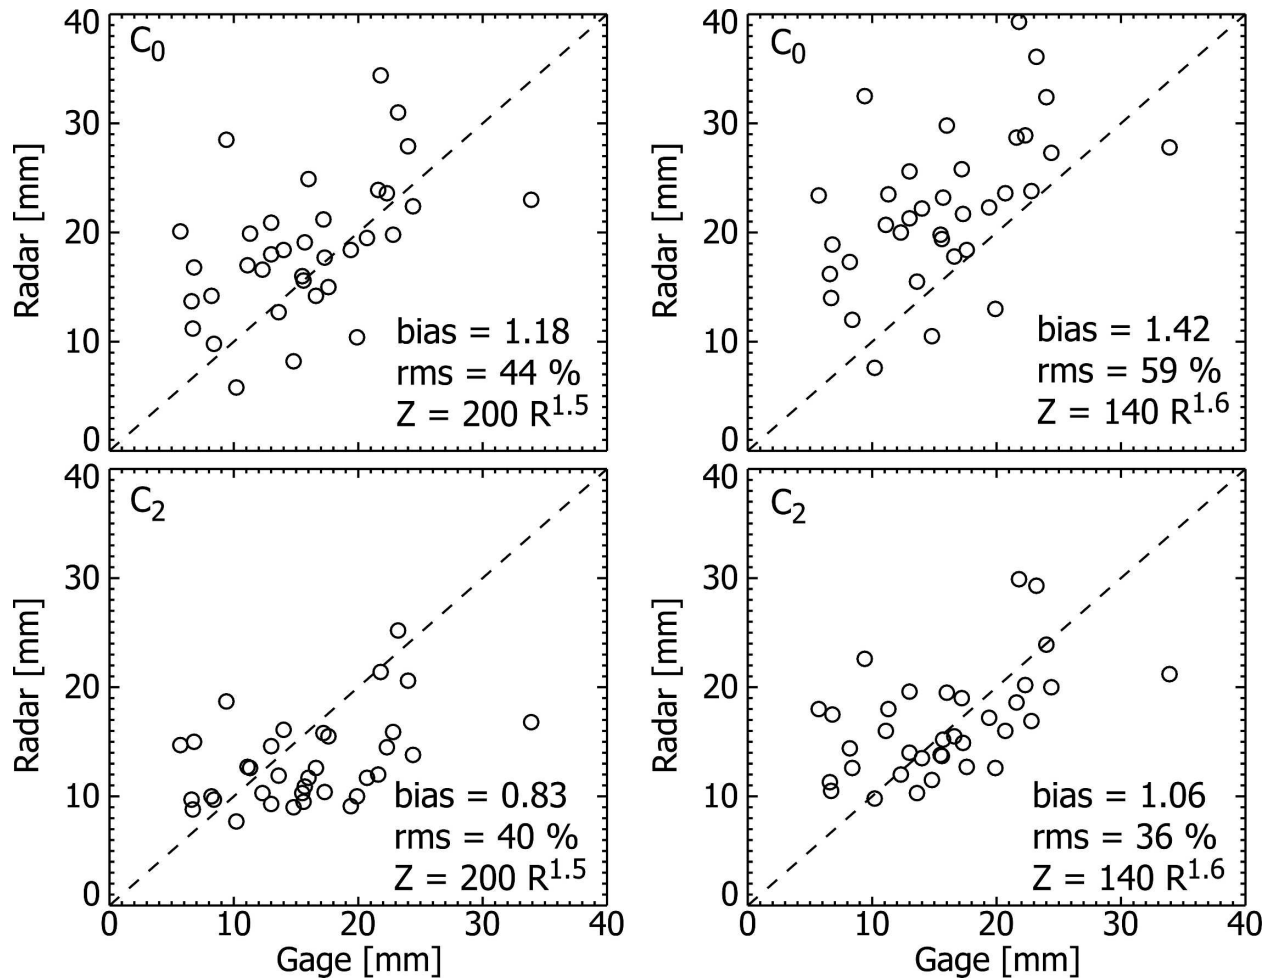 C0
Radar [mm]
40
30
20
10
0
bias = 1.18
rms = 44 %
Z = 200 R1.5
C0
Radar [mm]
40
30
20
10
0
bias = 1.42
rms = 59 %
Z = 140 R1.6
C2
Radar [mm]
40
30
20
10
0
bias = 0.83
rms = 40 %
Z = 200 R1.5
0 10 20 30 40
Gage [mm]
C2
Radar [mm]
40
30
20
10
0
bias = 1.06
rms = 36 %
Z = 140 R1.6
0 10 20 30 40
Gage [mm]